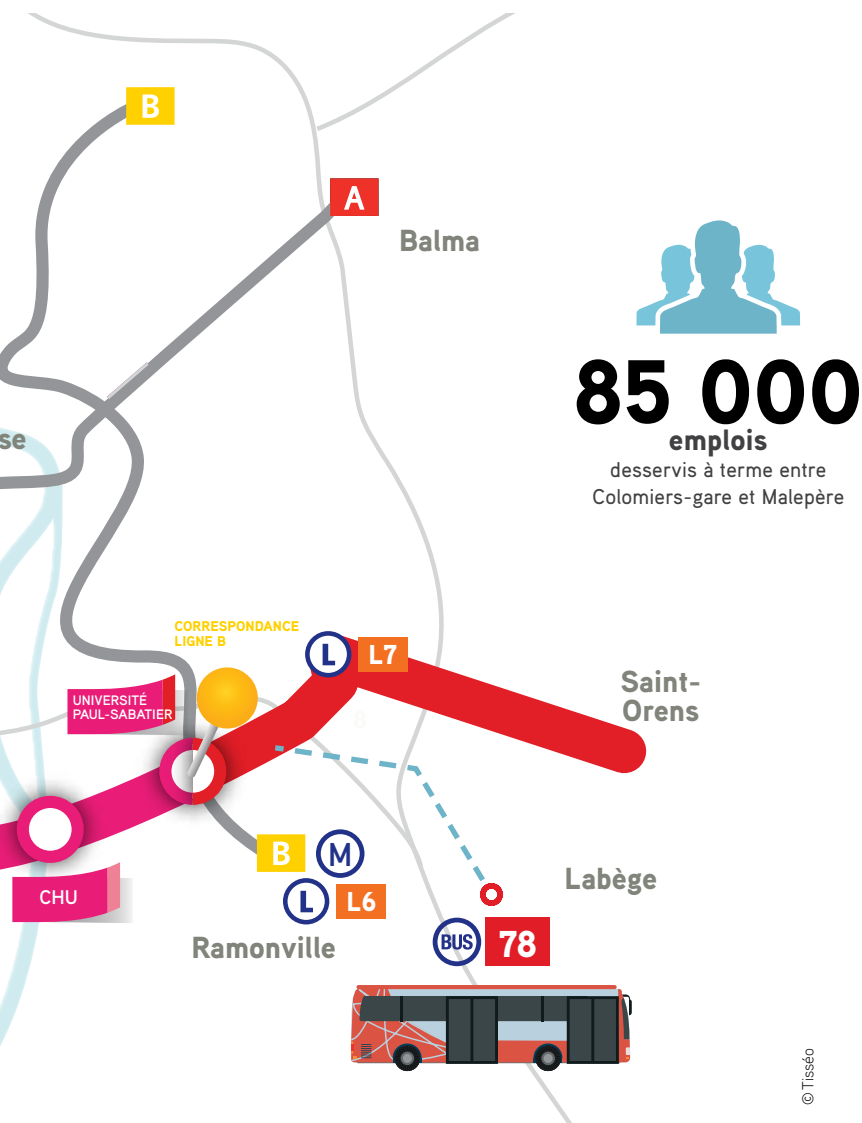 B
A
Balma
85 000
emplois
desservis à terme entre
Colomiers-gare et Malepère
se
CORRESPONDANCE
LIGNE B
L L7
UNIVERSITÉ
PAUL-SABATIER
8
Saint-
Orens
B M
CHU
L L6
Labège
Ramonville
BUS 78
© Tisséo